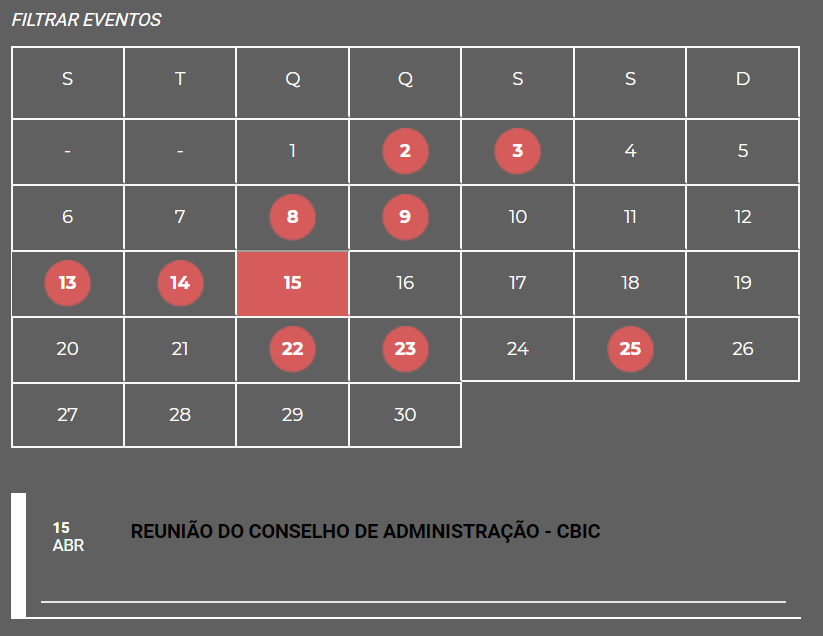 FILTRAR EVENTOS
S T Q Q S S D
- - 1 2 3 4 5
6 7 8 9 10 11 12
13 14 15 16 17 18 19
20 21 22 23 24 25 26
27 28 29 30
15 REUNIÃO DO CONSELHO DE ADMINISTRAÇÃO - CBIC
ABR